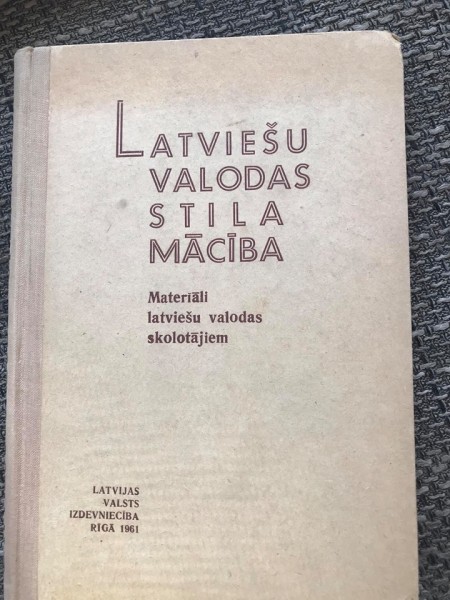 LATVIEŠU
VALODAS
STILA
MĀCĪBA
Materiāli
latviešu valodas
skolotājiem
LATVIJAS
VALSTS
IZDEVNIECĪBA
RĪGĀ 1961